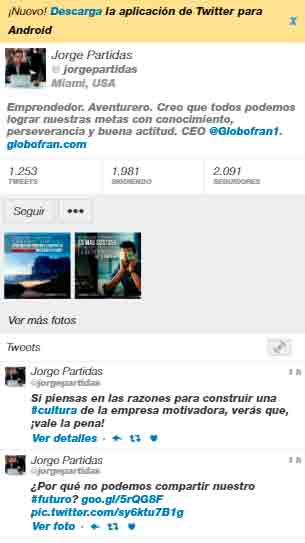 ¡Nuevo! Descarga la aplicación de Twitter para
Android
x
Jorge Partidas
@ jorgepartidas
Miami, USA
Emprendedor. Aventurero. Creo que todos podemos
lograr nuestras metas con conocimiento,
perseverancia y buena actitud. CEO @Globofran1.
globofran.com
1.253 1,981 2.091
TWEETS SIGUIENDO SEGUIDORES
Seguir •••
LO MAS COSTOSO
Ver más fotos
Tweets
Jorge Partidas
@jorgepartidas
Si piensas en las razones para construir una
#cultura de la empresa motivadora, verás que,
¡vale la pena!
Ver detalles ·
Jorge Partidas
@jorgepartidas
¿Por qué no podemos compartir nuestro
#futuro? goo.gl/5rQG8F
pic.twitter.com/sy6ktu7B1g
Ver foto ·